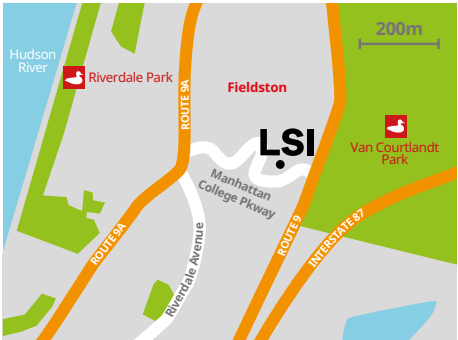 200m
Hudson
River
Riverdale Park
Fieldston
ROUTE 9A
LSI
Van Courtlandt
Park
Manhattan
College Pkway
ROUTE 9
INTERSTATE 87
ROUTE 9A
Riverdale Avenue